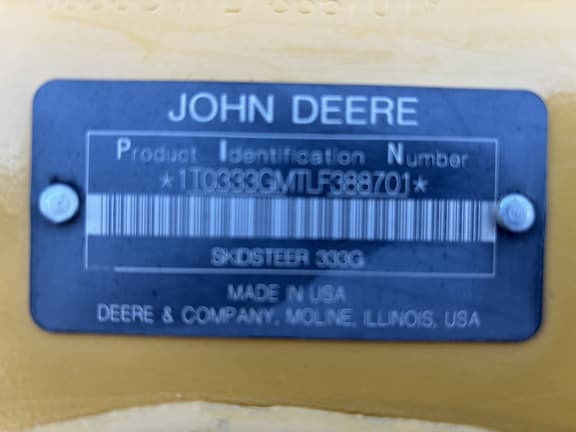 JOHN DEERE
Product Identification Number
*1T0333GMTLF388701*
SKIDSTEER 333G
MADE IN USA
DEERE & COMPANY, MOLINE, ILLINOIS, USA